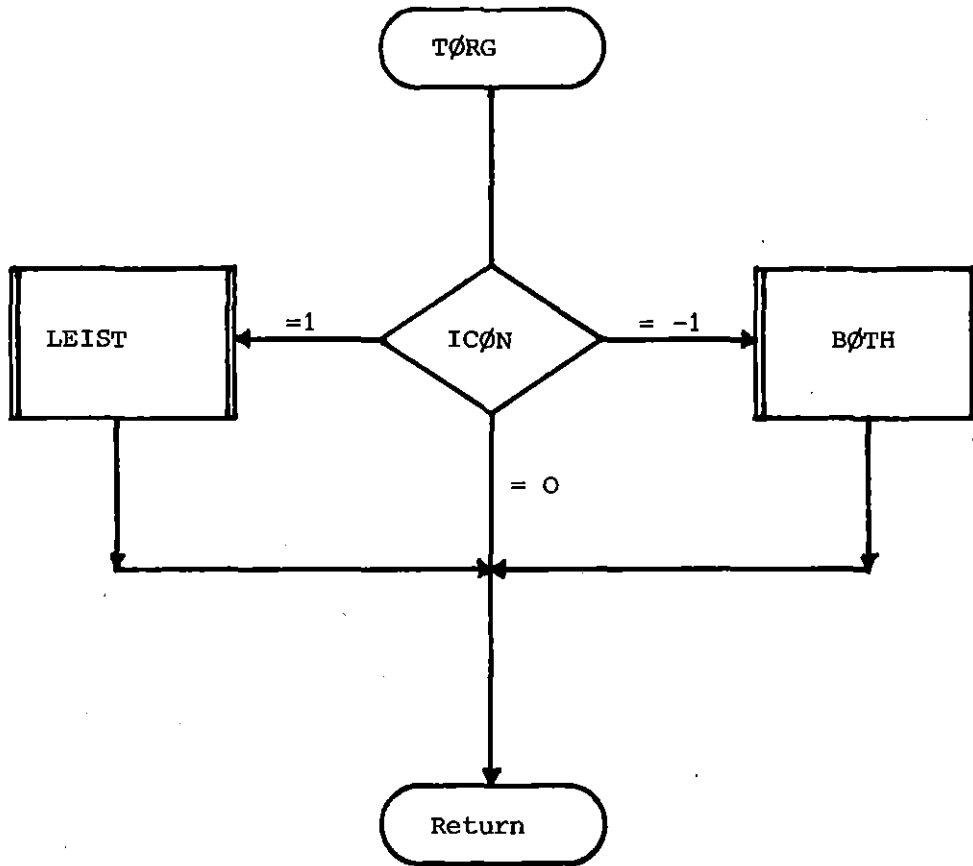 TØRG
LEIST
=1
ICØN
= -1
BØTH
= O
Return